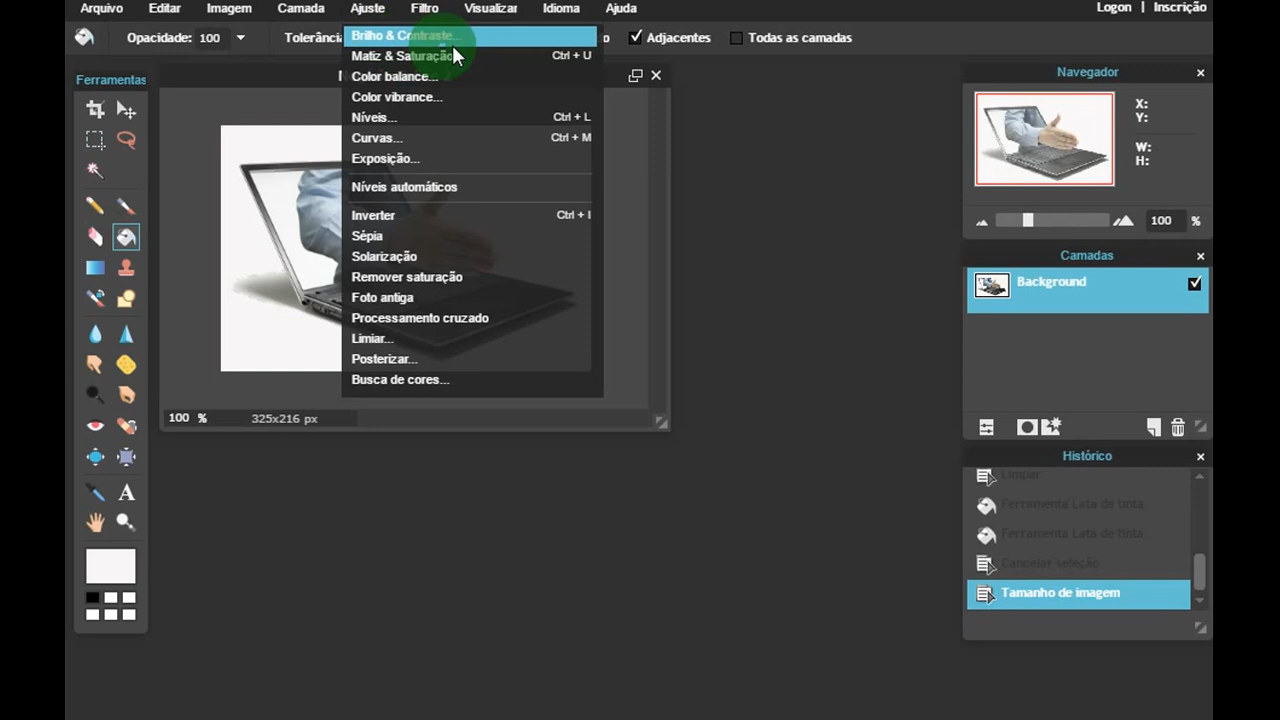 Arquivo Editar Imagem Camada Ajuste Filtro Visualizar Idioma Ajuda Logon | Inscrição
Opacidade: 100 Tolerância o Adjacentes Todas as camadas
Ferramentas
Brilho & Contraste...
Matiz & Saturação Ctrl + U
Color balance...
Color vibrance...
Níveis... Ctrl + L
Curvas... Ctrl + M
Exposição...
Níveis automáticos
Inverter Ctrl + I
Sépia
Solarização
Remover saturação
Foto antiga
Processamento cruzado
Limiar...
Posterizar...
Busca de cores...
100 % 325x216 px
Navegador
X:
Y:
W:
H:
100 %
Camadas
Background
Histórico
Limpar
Ferramenta Lata de tinta
Ferramenta Lata de tinta
Cancelar seleção
Tamanho de imagem
A